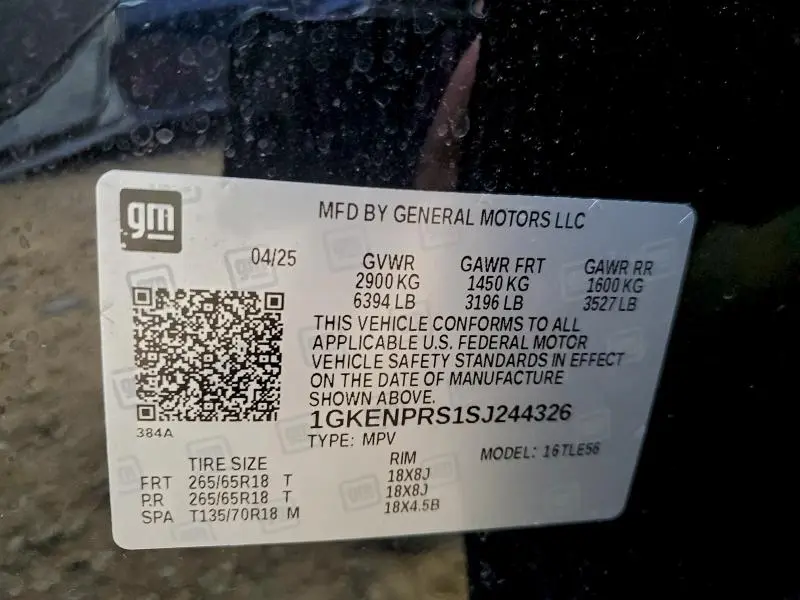 gm
MFD BY GENERAL MOTORS LLC
04/25 GVWR GAWR FRT GAWR RR
2900 KG 1450 KG 1600 KG
6394 LB 3196 LB 3527 LB
THIS VEHICLE CONFORMS TO ALL
APPLICABLE U.S. FEDERAL MOTOR
VEHICLE SAFETY STANDARDS IN EFFECT
ON THE DATE OF MANUFACTURE
SHOWN ABOVE.
384A
1GKENPRS1SJ244326
TYPE: MPV MODEL: 16TLE56
TIRE SIZE RIM
FRT 265/65R18 T 18X8J
RR 265/65R18 T 18X8J
SPA T135/70R18 M 18X4.5B